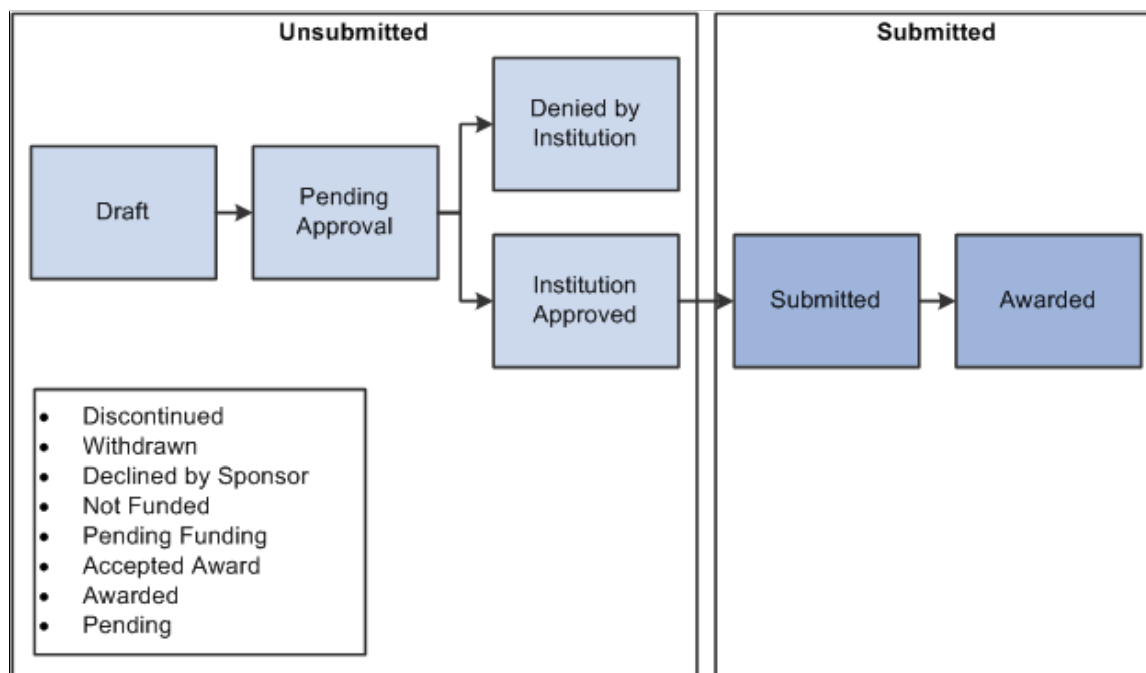 Unsubmitted
Submitted
Denied by
Institution
Draft
Pending
Approval
Institution
Approved
Submitted
Awarded
• Discontinued
• Withdrawn
• Declined by Sponsor
• Not Funded
• Pending Funding
• Accepted Award
• Awarded
• Pending